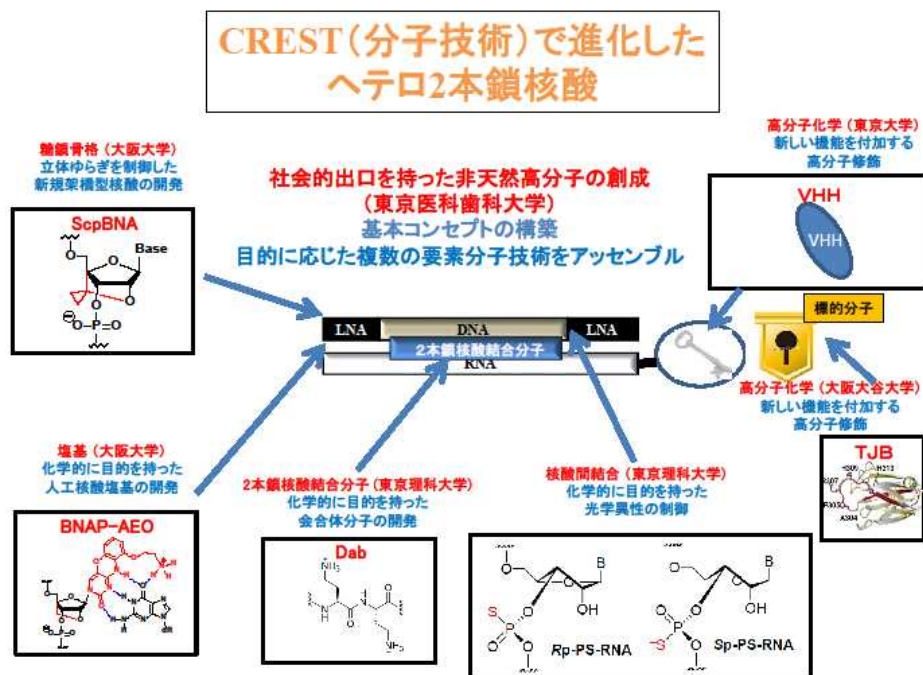 CREST(分子技術)で進化した
ヘテロ2本鎖核酸
糖鎖骨格(大阪大学)
立体ゆらぎを制御した
新規架橋型核酸の開発
ScpBNA
Base
O
O
O
O
P=O
⊖O
社会的出口を持った非天然高分子の創成
(東京医科歯科大学)
基本コンセプトの構築
目的に応じた複数の要素分子技術をアッセンブル
高分子化学(東京大学)
新しい機能を付加する
高分子修飾
VHH
VHH
LNA
DNA
LNA
2本鎖核酸結合分子
RNA
標的分子
高分子化学(大阪大谷大学)
新しい機能を付加する
高分子修飾
TJB
H313
A304
塩基(大阪大学)
化学的に目的を持った
人工核酸塩基の開発
BNAP-AEO
2本鎖核酸結合分子(東京理科大学)
化学的に目的を持った
会合体分子の開発
Dab
NH3
O
N
H
H
N
O
NH3
核酸間結合(東京理科大学)
化学的に目的を持った
光学異性の制御
O
O
B
O
OH
⁻S
P
O
O
Rp-PS-RNA
O
O
B
O
OH
⁻S
P
O
O
Sp-PS-RNA